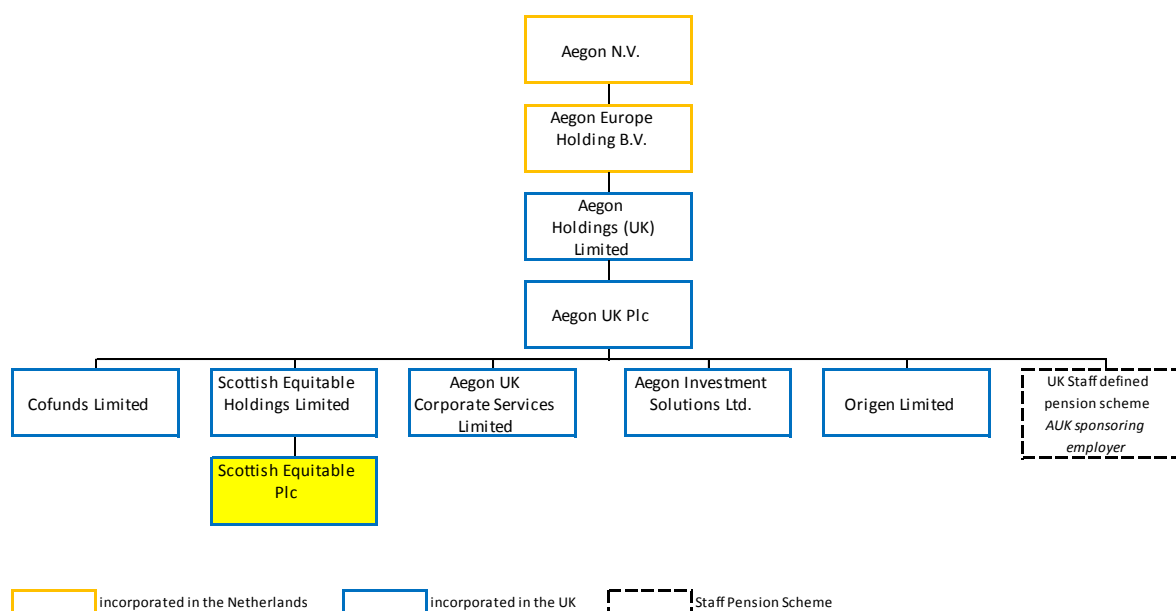 Aegon N.V.
Aegon Europe
Holding B.V.
Aegon
Holdings (UK)
Limited
Aegon UK Plc
Cofunds Limited
Scottish Equitable
Holdings Limited
Aegon UK
Corporate Services
Limited
Aegon Investment
Solutions Ltd.
Origen Limited
UK Staff defined
pension scheme
AUK sponsoring
employer
Scottish Equitable
Plc
incorporated in the Netherlands
incorporated in the UK
Staff Pension Scheme